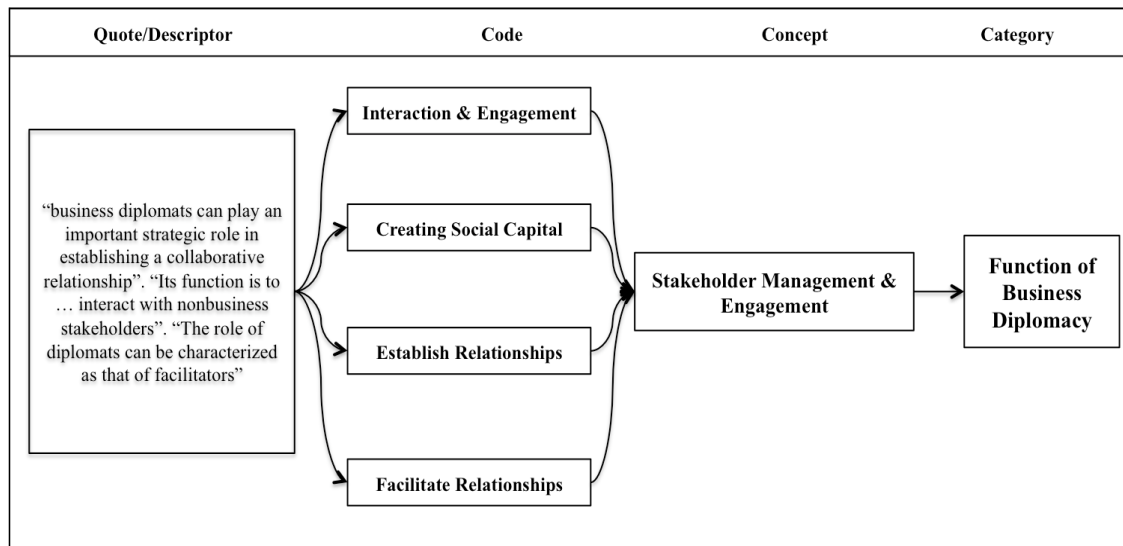 Quote/Descriptor Code Concept Category
Interaction & Engagement
“business diplomats can play an
important strategic role in
establishing a collaborative
relationship”. “Its function is to
… interact with nonbusiness
stakeholders”. “The role of
diplomats can be characterized
as that of facilitators”
Creating Social Capital
Establish Relationships
Facilitate Relationships
Stakeholder Management &
Engagement
Function of
Business
Diplomacy